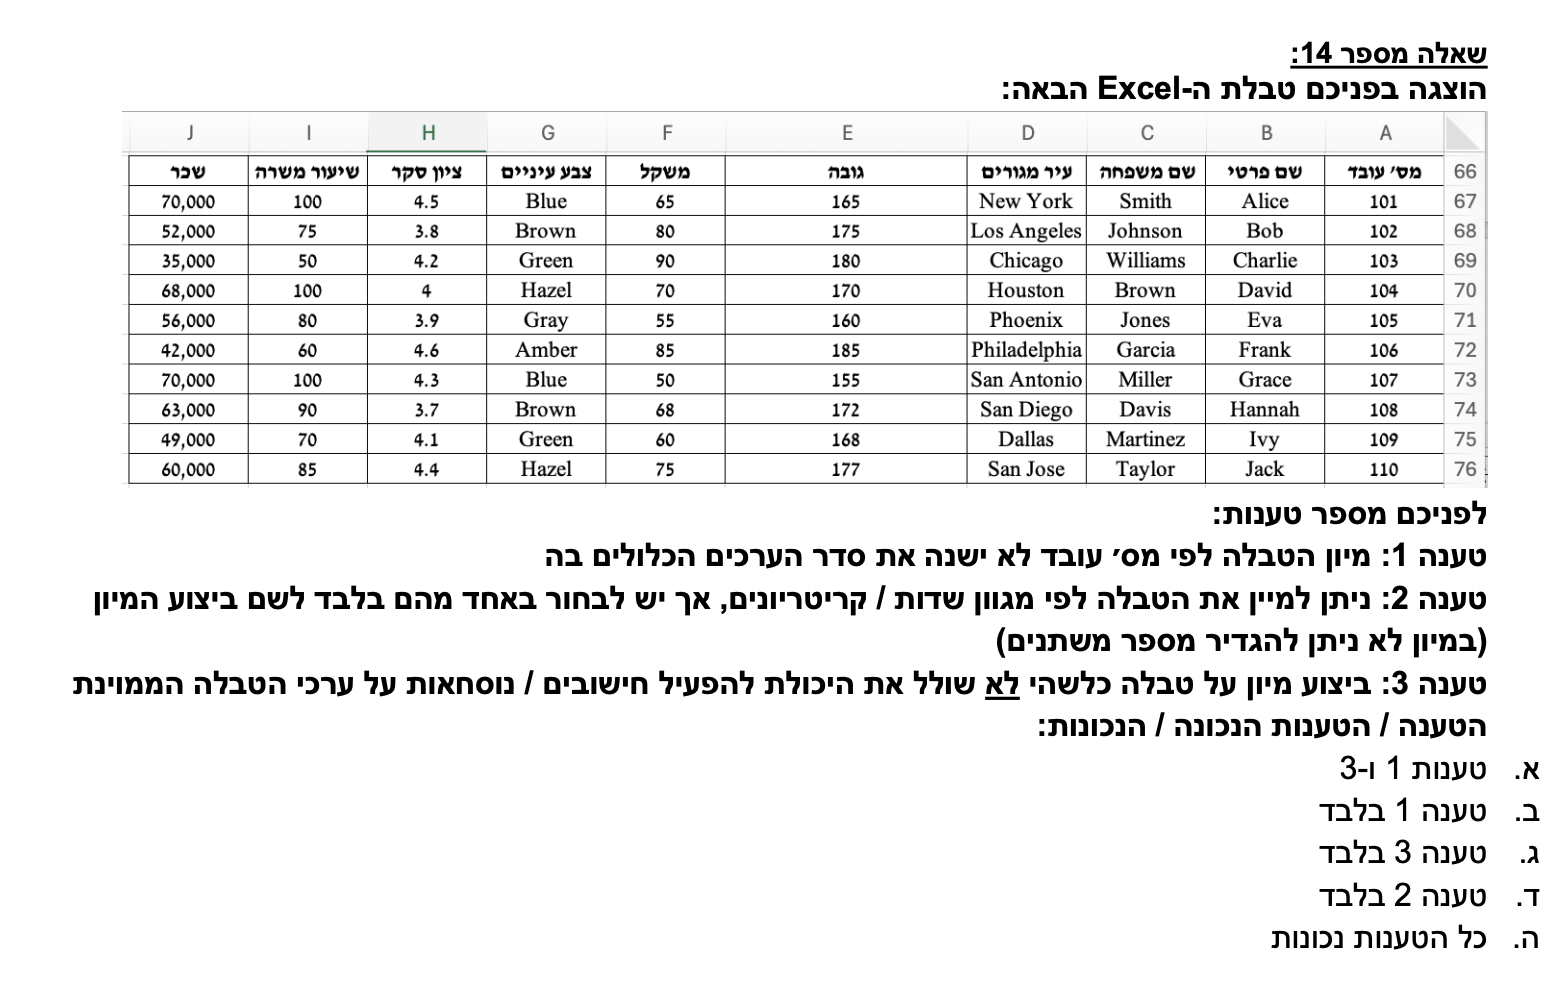 שאלה מספר 14:
הוצגה בפניכם טבלת ה-Excel הבאה:
A B C D E F G H I J
66 מס׳ עובד שם פרטי שם משפחה עיר מגורים גובה משקל צבע עיניים ציון סקר שיעור משרה שכר
67 101 Alice Smith New York 165 65 Blue 4.5 100 70,000
68 102 Bob Johnson Los Angeles 175 80 Brown 3.8 75 52,000
69 103 Charlie Williams Chicago 180 90 Green 4.2 50 35,000
70 104 David Brown Houston 170 70 Hazel 4 100 68,000
71 105 Eva Jones Phoenix 160 55 Gray 3.9 80 56,000
72 106 Frank Garcia Philadelphia 185 85 Amber 4.6 60 42,000
73 107 Grace Miller San Antonio 155 50 Blue 4.3 100 70,000
74 108 Hannah Davis San Diego 172 68 Brown 3.7 90 63,000
75 109 Ivy Martinez Dallas 168 60 Green 4.1 70 49,000
76 110 Jack Taylor San Jose 177 75 Hazel 4.4 85 60,000
לפניכם מספר טענות:
טענה 1: מיון הטבלה לפי מס׳ עובד לא ישנה את סדר הערכים הכלולים בה
טענה 2: ניתן למיין את הטבלה לפי מגוון שדות / קריטריונים, אך יש לבחור באחד מהם בלבד לשם ביצוע המיון
(במיון לא ניתן להגדיר מספר משתנים)
טענה 3: ביצוע מיון על טבלה כלשהי לא שולל את היכולת להפעיל חישובים / נוסחאות על ערכי הטבלה הממוינת
הטענה / הטענות הנכונה / הנכונות:
א. טענות 1 ו-3
ב. טענה 1 בלבד
ג. טענה 3 בלבד
ד. טענה 2 בלבד
ה. כל הטענות נכונות